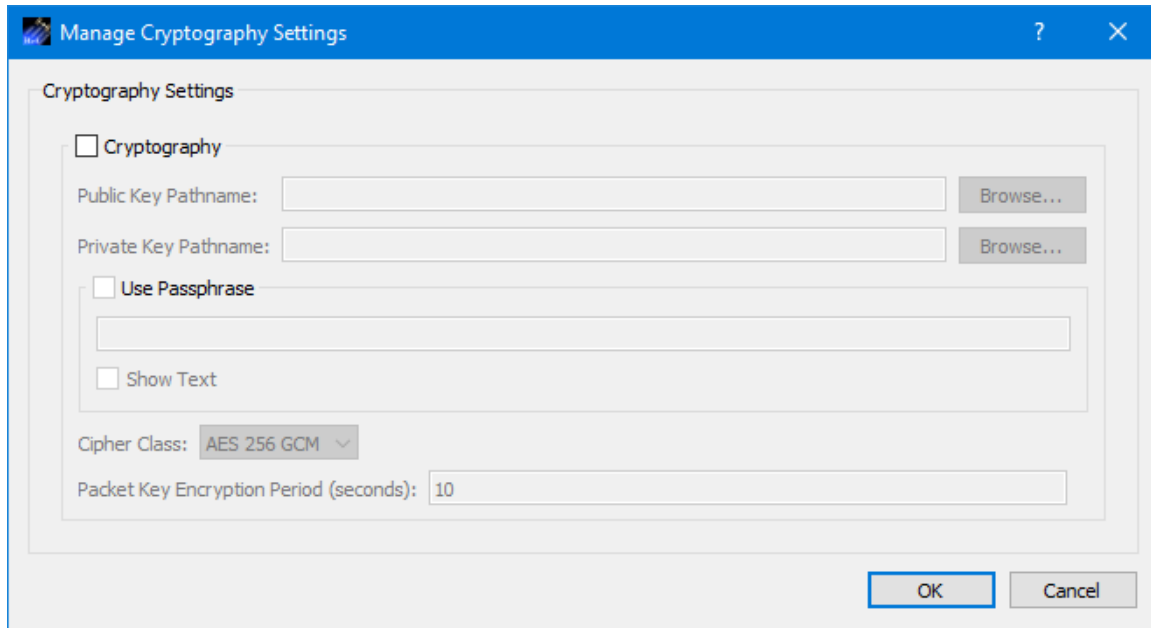 Manage Cryptography Settings ?
Cryptography Settings
Cryptography
Public Key Pathname: Browse...
Private Key Pathname: Browse...
Use Passphrase
Show Text
Cipher Class: AES 256 GCM
Packet Key Encryption Period (seconds): 10
OK Cancel